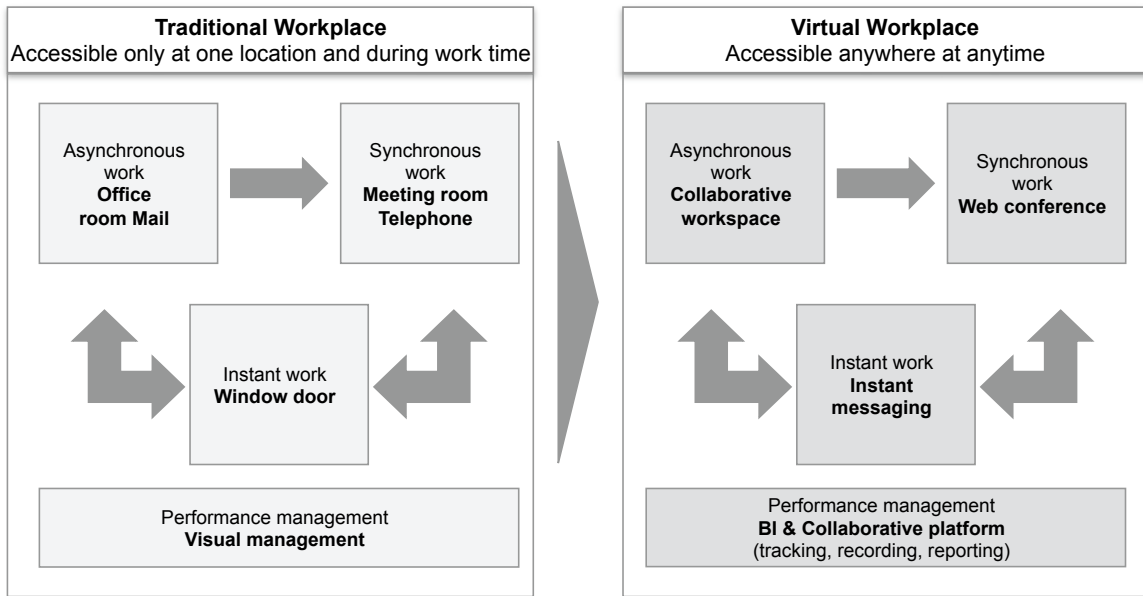 Traditional Workplace
Accessible only at one location and during work time
Asynchronous
work
Office
room Mail
Synchronous
work
Meeting room
Telephone
Instant work
Window door
Performance management
Visual management
Virtual Workplace
Accessible anywhere at anytime
Asynchronous
work
Collaborative
workspace
Synchronous
work
Web conference
Instant work
Instant
messaging
Performance management
BI & Collaborative platform
(tracking, recording, reporting)